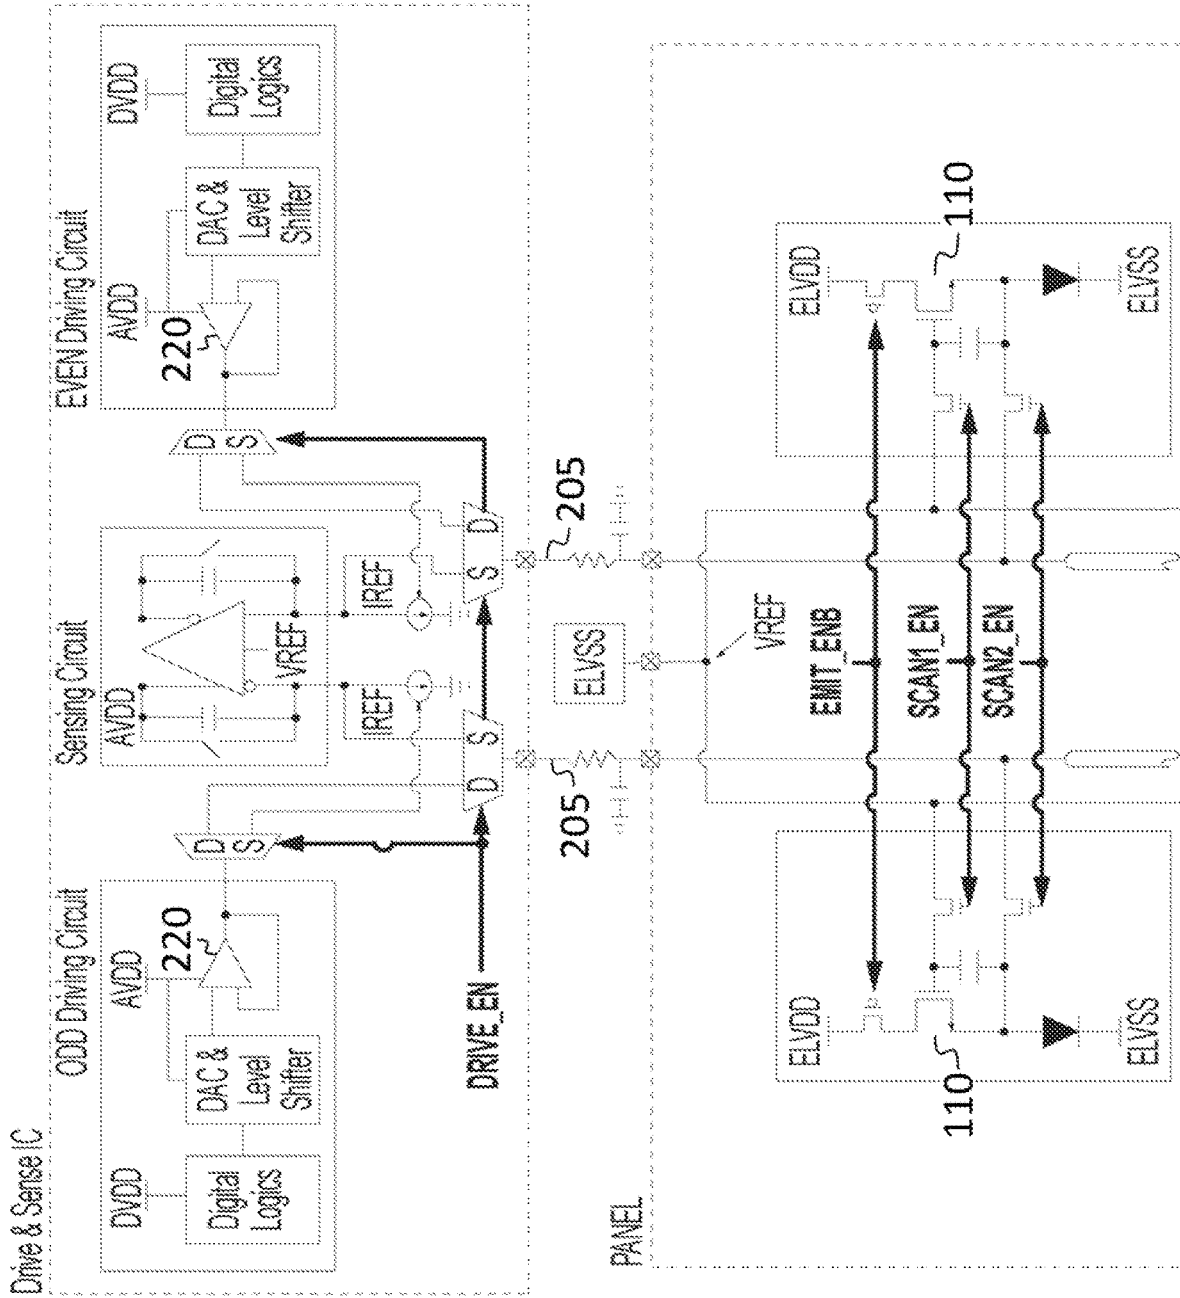 Drive & Sense IC
ODD Driving Circuit
DVDD
Digital
Logics
DAC &
Level
Shifter
AVDD
220
D
S
Sensing Circuit
AVDD
VREF
IREF
IREF
EVEN Driving Circuit
D
S
AVDD
220
DAC &
Level
Shifter
DVDD
Digital
Logics
DRIVE_EN
D
S
S
D
205
ELVSS
205
PANEL
VREF
ELVDD
110
ELVSS
EMIT_ENB
SCAN1_EN
SCAN2_EN
ELVDD
110
ELVSS